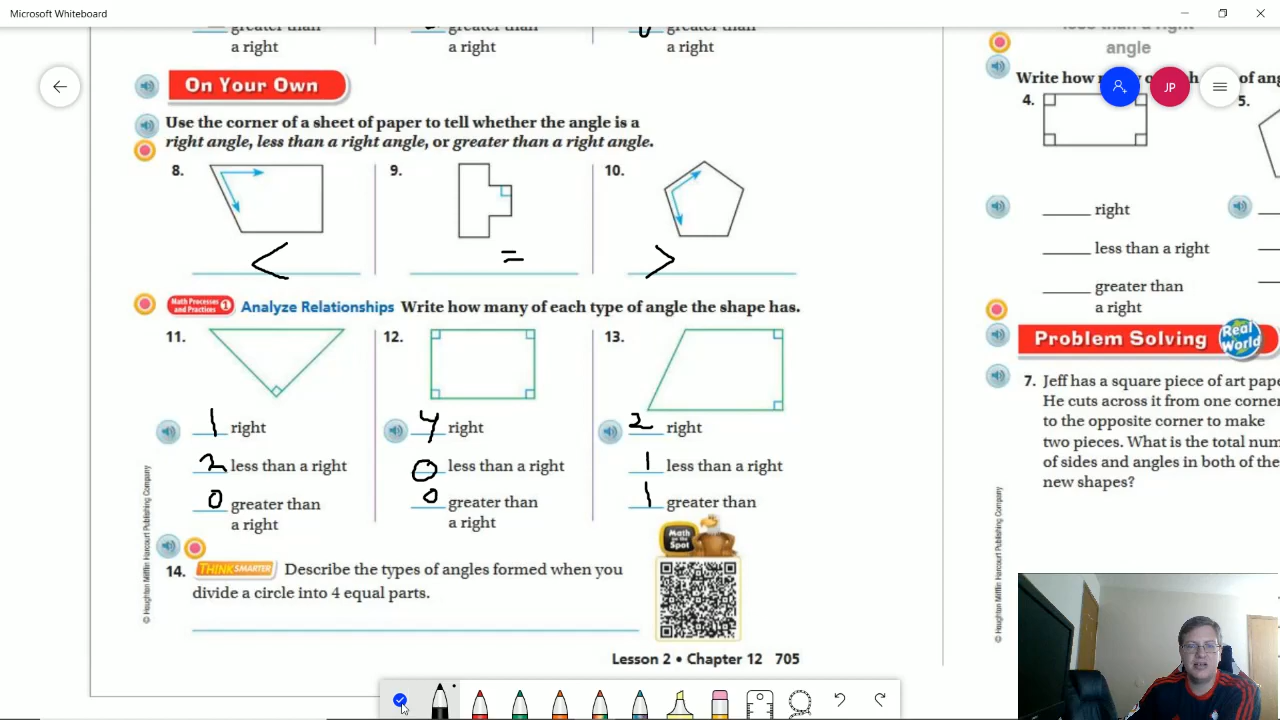 Microsoft Whiteboard
greater than greater than greater than
a right a right a right
On Your Own
Use the corner of a sheet of paper to tell whether the angle is a
right angle, less than a right angle, or greater than a right angle.
8. 9. 10.
< = >
Math Processes and Practices 1 Analyze Relationships Write how many of each type of angle the shape has.
11. 12. 13.
1 right 4 right 2 right
2 less than a right 0 less than a right 1 less than a right
0 greater than 0 greater than 1 greater than
a right a right
Math on the Spot
14. THINKSMARTER Describe the types of angles formed when you
divide a circle into 4 equal parts.
© Houghton Mifflin Harcourt Publishing Company
Lesson 2 • Chapter 12 705
less than a right
angle
Write how of ang
JP
4. 5.
right
less than a right
greater than
a right
Problem Solving Real World
7. Jeff has a square piece of art pape
He cuts across it from one corner
to the opposite corner to make
two pieces. What is the total num
of sides and angles in both of the
new shapes?
© Houghton Mifflin Harcourt Publishing Company